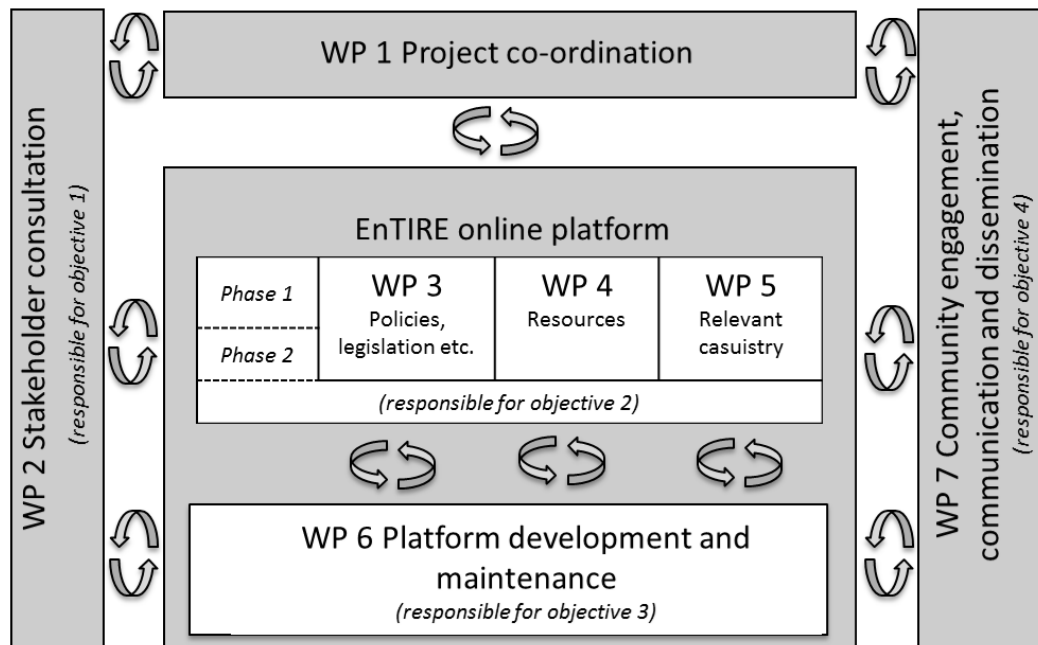 WP 1 Project co-ordination
WP 2 Stakeholder consultation
(responsible for objective 1)
EnTIRE online platform
Phase 1
Phase 2
WP 3
Policies,
legislation etc.
WP 4
Resources
WP 5
Relevant
casuistry
(responsible for objective 2)
WP 6 Platform development and
maintenance
(responsible for objective 3)
WP 7 Community engagement,
communication and dissemination
(responsible for objective 4)